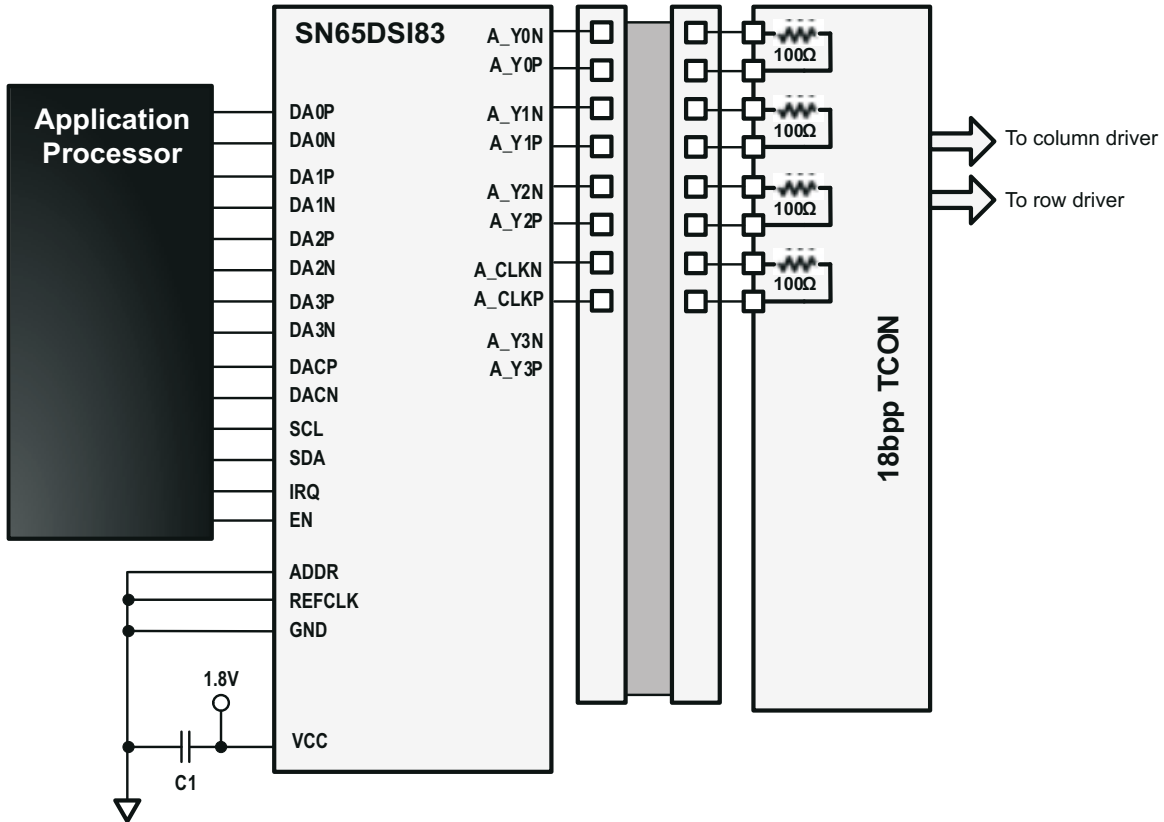 SN65DSI83
Application
Processor
DA0P
DA0N
DA1P
DA1N
DA2P
DA2N
DA3P
DA3N
DACP
DACN
SCL
SDA
IRQ
EN
ADDR
REFCLK
GND
VCC
1.8V
C1
A_Y0N
A_Y0P
A_Y1N
A_Y1P
A_Y2N
A_Y2P
A_CLKN
A_CLKP
A_Y3N
A_Y3P
100Ω
100Ω
100Ω
100Ω
18bpp TCON
To column driver
To row driver